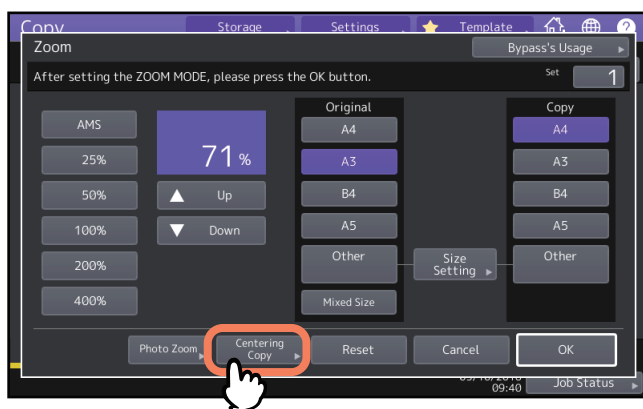 Copy Storage Settings Template ?
Zoom
Bypass's Usage
After setting the ZOOM MODE, please press the OK button.
Set 1
Original
Copy
AMS
25%
50%
100%
200%
400%
71 %
Up
Down
A4
A3
B4
A5
Other
Mixed Size
Size
Setting
A4
A3
B4
A5
Other
Photo Zoom
Centering
Copy
Reset
Cancel
OK
09:40
Job Status